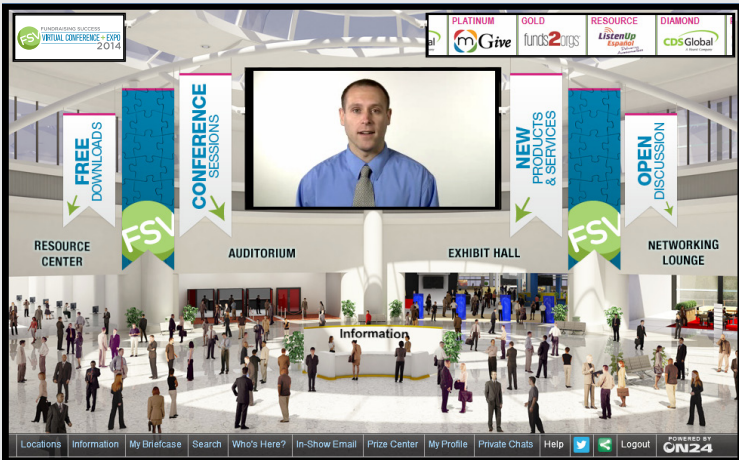 FSV
FUNDRAISING SUCCESS
VIRTUAL CONFERENCE + EXPO
2014
PLATINUM
GOLD
RESOURCE
DIAMOND
al
m Give
funds2orgs
ListenUp
Español
CDSGlobal
FREE
DOWNLOADS
CONFERENCE
SESSIONS
NEW
PRODUCTS
& SERVICES
OPEN
DISCUSSION
FSV
FSV
RESOURCE
CENTER
AUDITORIUM
EXHIBIT HALL
NETWORKING
LOUNGE
Information
Locations Information My Briefcase Search Who's Here? In-Show Email Prize Center My Profile Private Chats Help Logout
POWERED BY
ON24